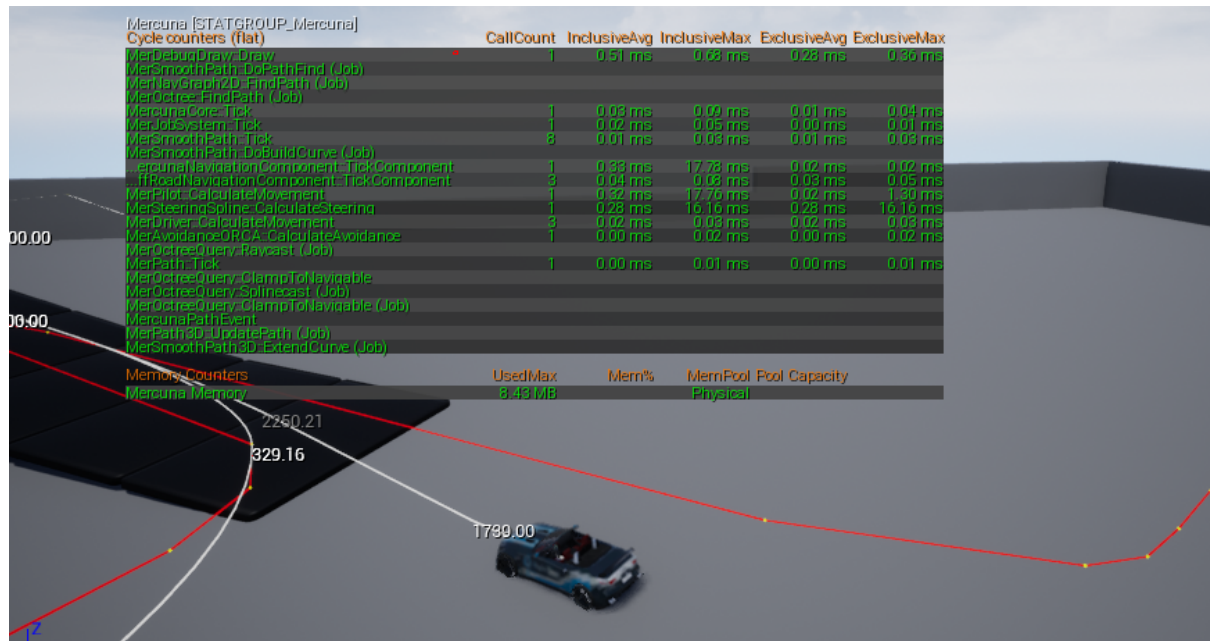 Mercuna [STATGROUP_Mercuna]
Cycle counters (flat) CallCount InclusiveAvg InclusiveMax ExclusiveAvg ExclusiveMax
MerDebugDraw::Draw 1 0.51 ms 0.68 ms 0.28 ms 0.36 ms
MerSmoothPath::DoPathFind (Job)
MerNavGraph2D::FindPath (Job)
MerOctree::FindPath (Job)
MercunaCore::Tick 1 0.03 ms 0.09 ms 0.01 ms 0.04 ms
MerJobSystem::Tick 1 0.02 ms 0.05 ms 0.00 ms 0.01 ms
MerSmoothPath::Tick 8 0.01 ms 0.03 ms 0.01 ms 0.03 ms
MerSmoothPath::DoBuildCurve (Job)
...ercunaNavigationComponent::TickComponent 1 0.33 ms 17.78 ms 0.02 ms 0.02 ms
...ffRoadNavigationComponent::TickComponent 3 0.04 ms 0.08 ms 0.03 ms 0.05 ms
MerPilot::CalculateMovement 1 0.32 ms 17.76 ms 0.02 ms 1.30 ms
MerSteeringSpline::CalculateSteering 1 0.28 ms 16.16 ms 0.28 ms 16.16 ms
MerDriver::CalculateMovement 3 0.02 ms 0.03 ms 0.02 ms 0.03 ms
MerAvoidanceORCA::CalculateAvoidance 1 0.00 ms 0.02 ms 0.00 ms 0.02 ms
MerOctreeQuery::Raycast (Job)
MerPath::Tick 1 0.00 ms 0.01 ms 0.00 ms 0.01 ms
MerOctreeQuery::ClampToNavigable
MerOctreeQuery::Splinecast (Job)
MerOctreeQuery::ClampToNavigable (Job)
MercunaPathEvent
MerPath3D::UpdatePath (Job)
MerSmoothPath3D::ExtendCurve (Job)
Memory Counters UsedMax Mem% MemPool Pool Capacity
Mercuna Memory 8.43 MB Physical
00.00
00.00
2250.21
329.16
1739.00
Z